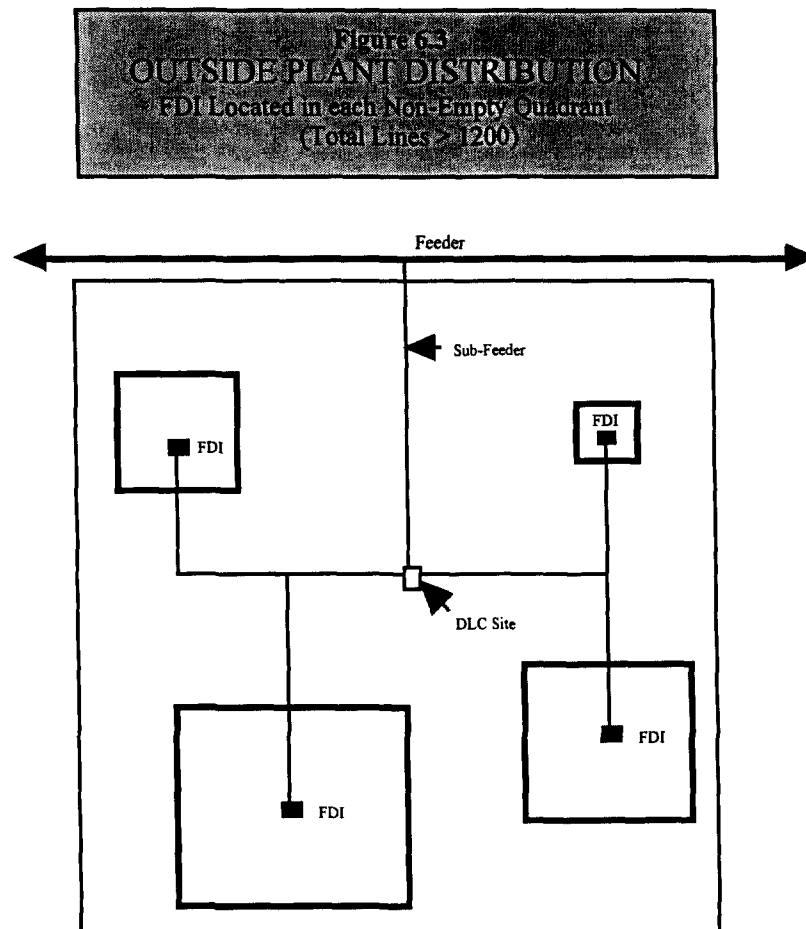 Figure 6.3
OUTSIDE PLANT DISTRIBUTION
FDI Located in each Non-Empty Quadrant
(Total Lines > 1200)
Feeder
Sub-Feeder
FDI
FDI
DLC Site
FDI
FDI